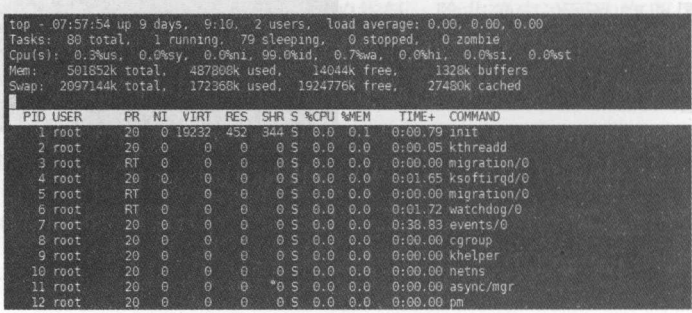 top - 07:57:54 up 9 days,  9:10,  2 users,  load average: 0.00, 0.00, 0.00
Tasks:  80 total,   1 running,  79 sleeping,   0 stopped,   0 zombie
Cpu(s):  0.3%us,  0.0%sy,  0.0%ni, 99.0%id,  0.7%wa,  0.0%hi,  0.0%si,  0.0%st
Mem:    501852k total,   487808k used,    14044k free,     1328k buffers
Swap:  2097144k total,   172368k used,  1924776k free,    27480k cached
PID USER      PR  NI  VIRT  RES  SHR S %CPU %MEM    TIME+  COMMAND
1 root      20   0 19232  452  344 S  0.0  0.1   0:00.79 init
2 root      20   0     0    0    0 S  0.0  0.0   0:00.05 kthreadd
3 root      RT   0     0    0    0 S  0.0  0.0   0:00.00 migration/0
4 root      20   0     0    0    0 S  0.0  0.0   0:01.65 ksoftirqd/0
5 root      RT   0     0    0    0 S  0.0  0.0   0:00.00 migration/0
6 root      RT   0     0    0    0 S  0.0  0.0   0:01.72 watchdog/0
7 root      20   0     0    0    0 S  0.0  0.0   0:38.83 events/0
8 root      20   0     0    0    0 S  0.0  0.0   0:00.00 cgroup
9 root      20   0     0    0    0 S  0.0  0.0   0:00.00 khelper
10 root      20   0     0    0    0 S  0.0  0.0   0:00.00 netns
11 root      20   0     0    0    0 S  0.0  0.0   0:00.00 async/mgr
12 root      20   0     0    0    0 S  0.0  0.0   0:00.00 pm